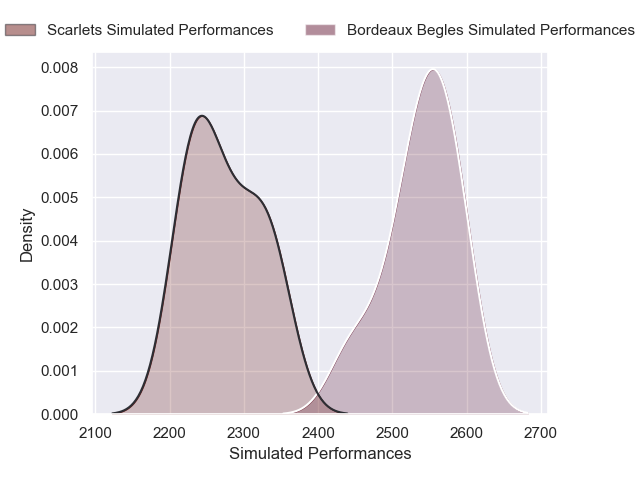 Scarlets Simulated Performances Bordeaux Begles Simulated Performances
0.008
0.007
0.006
0.005
0.004
0.003
0.002
0.001
0.000
Density
2100 2200 2300 2400 2500 2600 2700
Simulated Performances